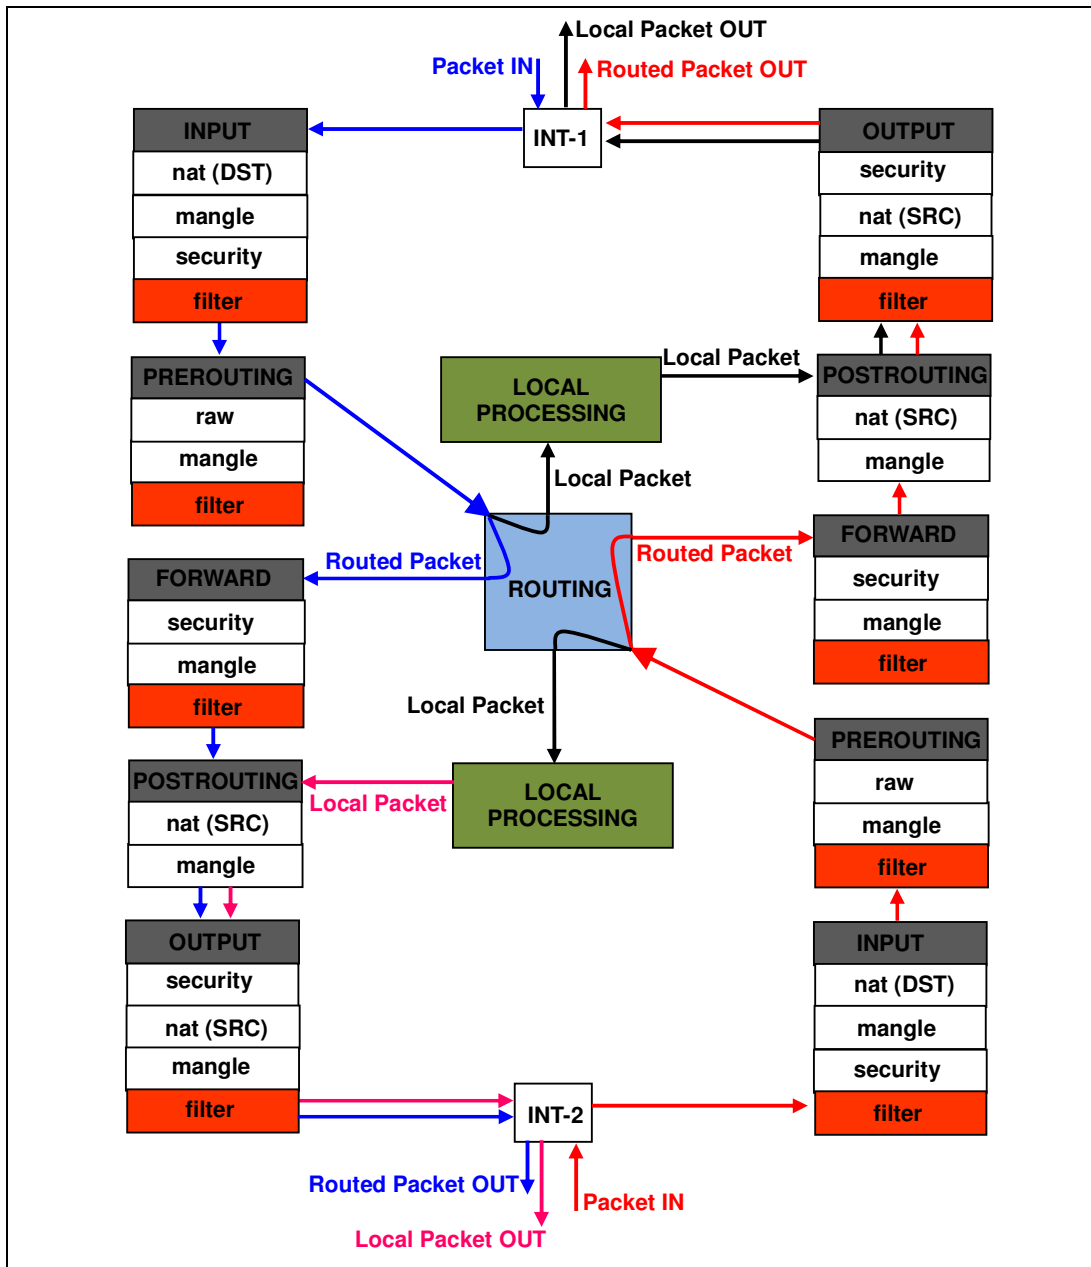 Local Packet OUT
Packet IN
Routed Packet OUT
INT-1
INPUT
nat (DST)
mangle
security
filter
OUTPUT
security
nat (SRC)
mangle
filter
PREROUTING
raw
mangle
filter
LOCAL
PROCESSING
Local Packet
POSTROUTING
nat (SRC)
mangle
Local Packet
Routed Packet
ROUTING
Routed Packet
FORWARD
security
mangle
filter
FORWARD
security
mangle
filter
Local Packet
PREROUTING
raw
mangle
filter
POSTROUTING
nat (SRC)
mangle
Local Packet
LOCAL
PROCESSING
OUTPUT
security
nat (SRC)
mangle
filter
INPUT
nat (DST)
mangle
security
filter
INT-2
Routed Packet OUT
Packet IN
Local Packet OUT